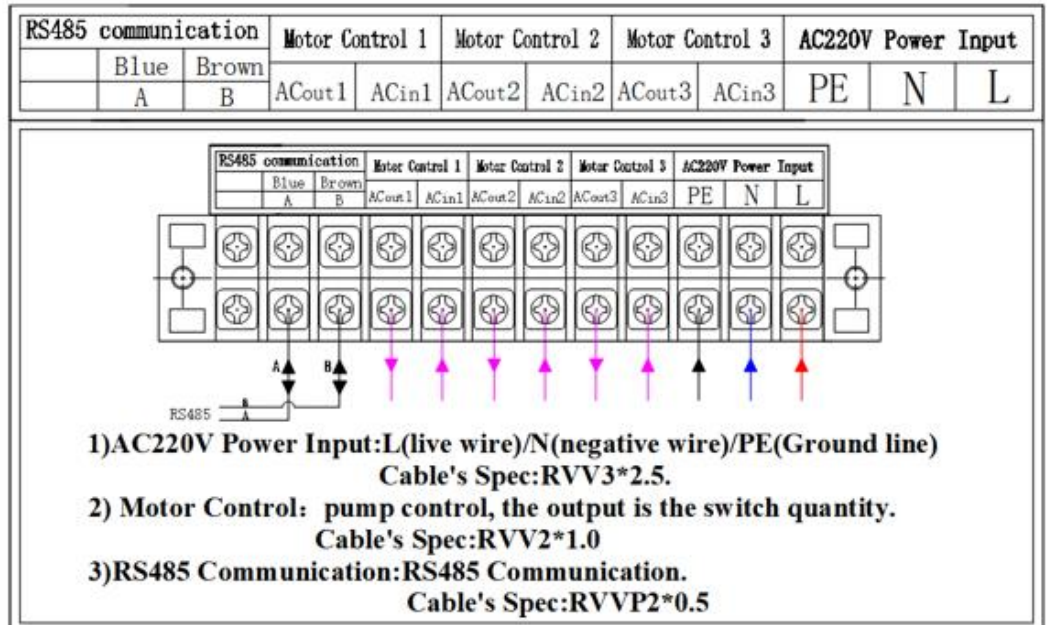 RS485 communication Motor Control 1 Motor Control 2 Motor Control 3 AC220V Power Input
Blue Brown
A B ACout1 ACin1 ACout2 ACin2 ACout3 ACin3 PE N L
RS485 communication Motor Control 1 Motor Control 2 Motor Control 3 AC220V Power Input
Blue Brown
A B ACout1 ACin1 ACout2 ACin2 ACout3 ACin3 PE N L
A B
B
RS485 A
1)AC220V Power Input:L(live wire)/N(negative wire)/PE(Ground line)
Cable's Spec:RVV3*2.5.
2) Motor Control: pump control, the output is the switch quantity.
Cable's Spec:RVV2*1.0
3)RS485 Communication:RS485 Communication.
Cable's Spec:RVVP2*0.5